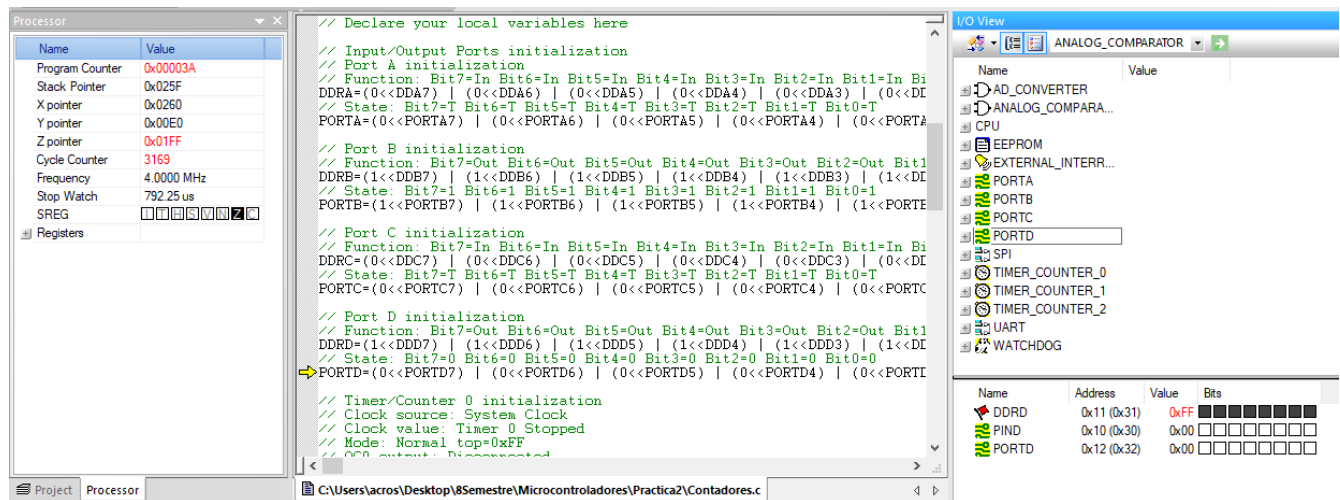 Processor
Name Value
Program Counter 0x00003A
Stack Pointer 0x025F
X pointer 0x0260
Y pointer 0x00E0
Z pointer 0x01FF
Cycle Counter 3169
Frequency 4.0000 MHz
Stop Watch 792.25 us
SREG I T H S V N Z C
Registers
Project Processor
// Declare your local variables here
// Input/Output Ports initialization
// Port A initialization
// Function: Bit7=In Bit6=In Bit5=In Bit4=In Bit3=In Bit2=In Bit1=In Bi
DDRA=(0<<DDA7) | (0<<DDA6) | (0<<DDA5) | (0<<DDA4) | (0<<DDA3) | (0<<DD
// State: Bit7=T Bit6=T Bit5=T Bit4=T Bit3=T Bit2=T Bit1=T Bit0=T
PORTA=(0<<PORTA7) | (0<<PORTA6) | (0<<PORTA5) | (0<<PORTA4) | (0<<PORTA
// Port B initialization
// Function: Bit7=Out Bit6=Out Bit5=Out Bit4=Out Bit3=Out Bit2=Out Bit1
DDRB=(1<<DDB7) | (1<<DDB6) | (1<<DDB5) | (1<<DDB4) | (1<<DDB3) | (1<<DD
// State: Bit7=1 Bit6=1 Bit5=1 Bit4=1 Bit3=1 Bit2=1 Bit1=1 Bit0=1
PORTB=(1<<PORTB7) | (1<<PORTB6) | (1<<PORTB5) | (1<<PORTB4) | (1<<PORTB
// Port C initialization
// Function: Bit7=In Bit6=In Bit5=In Bit4=In Bit3=In Bit2=In Bit1=In Bi
DDRC=(0<<DDC7) | (0<<DDC6) | (0<<DDC5) | (0<<DDC4) | (0<<DDC3) | (0<<DD
// State: Bit7=T Bit6=T Bit5=T Bit4=T Bit3=T Bit2=T Bit1=T Bit0=T
PORTC=(0<<PORTC7) | (0<<PORTC6) | (0<<PORTC5) | (0<<PORTC4) | (0<<PORTC
// Port D initialization
// Function: Bit7=Out Bit6=Out Bit5=Out Bit4=Out Bit3=Out Bit2=Out Bit1
DDRD=(1<<DDD7) | (1<<DDD6) | (1<<DDD5) | (1<<DDD4) | (1<<DDD3) | (1<<DD
// State: Bit7=0 Bit6=0 Bit5=0 Bit4=0 Bit3=0 Bit2=0 Bit1=0 Bit0=0
PORTD=(0<<PORTD7) | (0<<PORTD6) | (0<<PORTD5) | (0<<PORTD4) | (0<<PORTD
// Timer/Counter 0 initialization
// Clock source: System Clock
// Clock value: Timer 0 Stopped
// Mode: Normal top=0xFF
// OC0 output: Disconnected
C:\Users\acros\Desktop\8Semestre\Microcontroladores\Practica2\Contadores.c
I/O View
ANALOG_COMPARATOR
Name Value
AD_CONVERTER
ANALOG_COMPARA...
CPU
EEPROM
EXTERNAL_INTERR...
PORTA
PORTB
PORTC
PORTD
SPI
TIMER_COUNTER_0
TIMER_COUNTER_1
TIMER_COUNTER_2
UART
WATCHDOG
Name Address Value Bits
DDRD 0x11 (0x31) 0xFF
PIND 0x10 (0x30) 0x00
PORTD 0x12 (0x32) 0x00